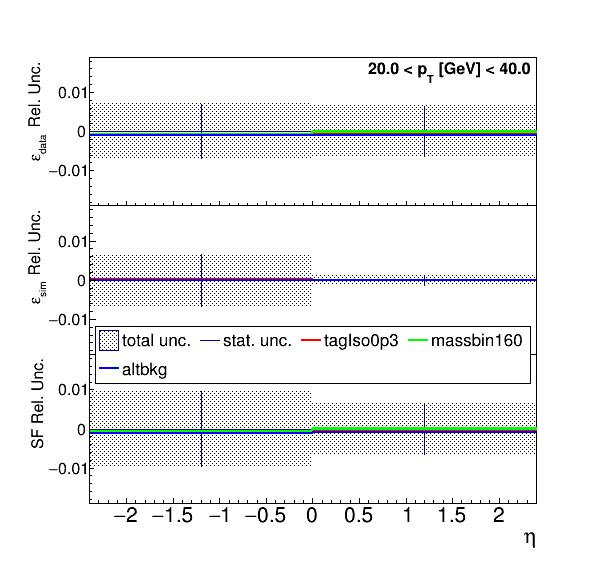 20.0 < p_T [GeV] < 40.0
ε_data Rel. Unc.
0.01
0
−0.01
ε_sim Rel. Unc.
0.01
0
−0.01
total unc. stat. unc. tagIso0p3 massbin160
altbkg
SF Rel. Unc.
0.01
0
−0.01
−2 −1.5 −1 −0.5 0 0.5 1 1.5 2
η